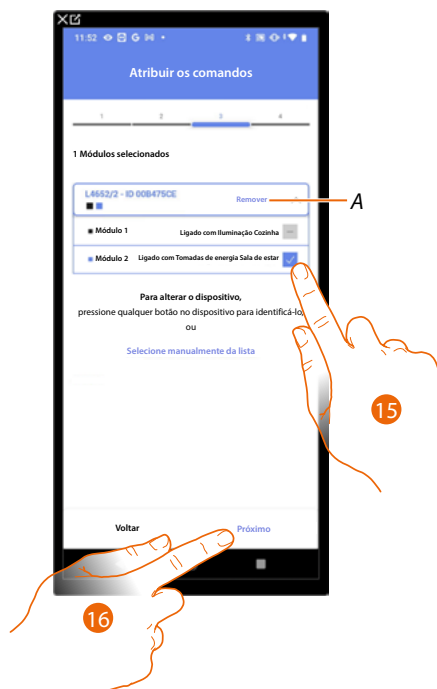 11:52
Atribuir os comandos
1 2 3 4
1 Módulos selecionados
L4652/2 - ID 00B475CE
Remover
A
Módulo 1 Ligado com Iluminação Cozinha
Módulo 2 Ligado com Tomadas de energia Sala de estar
Para alterar o dispositivo,
pressione qualquer botão no dispositivo para identificá-lo,
ou
Selecione manualmente da lista
15
Voltar Próximo
16